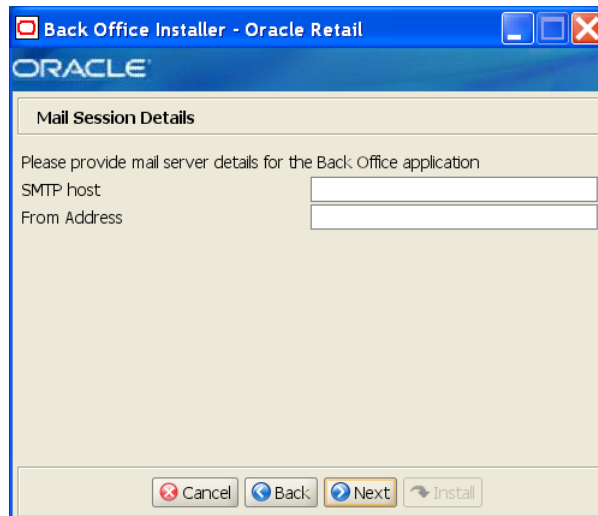 Back Office Installer - Oracle Retail
ORACLE
Mail Session Details
Please provide mail server details for the Back Office application
SMTP host
From Address
Cancel Back Next Install